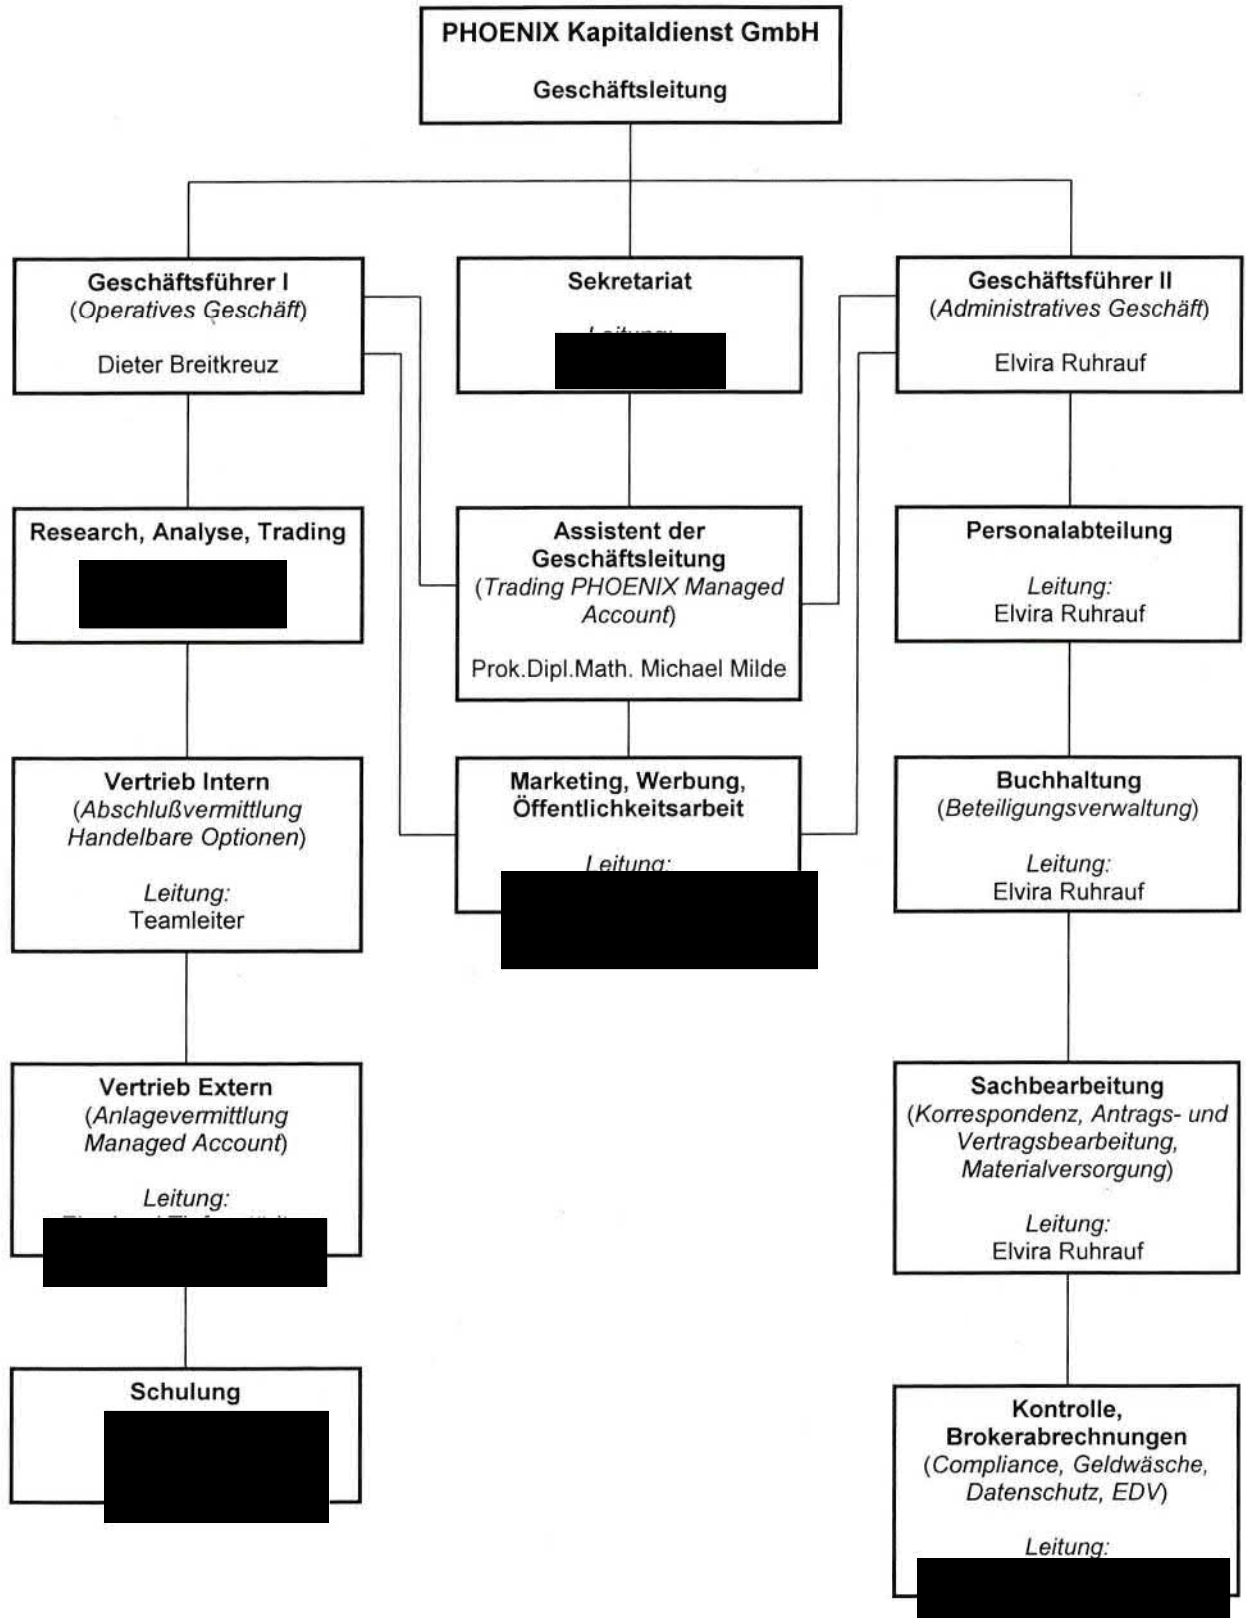 PHOENIX Kapitaldienst GmbH
Geschäftsleitung
Geschäftsführer I
(Operatives Geschäft)
Dieter Breitkreuz
Sekretariat
Leitung:
Geschäftsführer II
(Administratives Geschäft)
Elvira Ruhrauf
Research, Analyse, Trading
Assistent der
Geschäftsleitung
(Trading PHOENIX Managed
Account)
Prok.Dipl.Math. Michael Milde
Personalabteilung
Leitung:
Elvira Ruhrauf
Vertrieb Intern
(Abschlußvermittlung
Handelbare Optionen)
Leitung:
Teamleiter
Marketing, Werbung,
Öffentlichkeitsarbeit
Leitung:
Buchhaltung
(Beteiligungsverwaltung)
Leitung:
Elvira Ruhrauf
Vertrieb Extern
(Anlagevermittlung
Managed Account)
Leitung:
Sachbearbeitung
(Korrespondenz, Antrags- und
Vertragsbearbeitung,
Materialversorgung)
Leitung:
Elvira Ruhrauf
Schulung
Kontrolle,
Brokerabrechnungen
(Compliance, Geldwäsche,
Datenschutz, EDV)
Leitung: